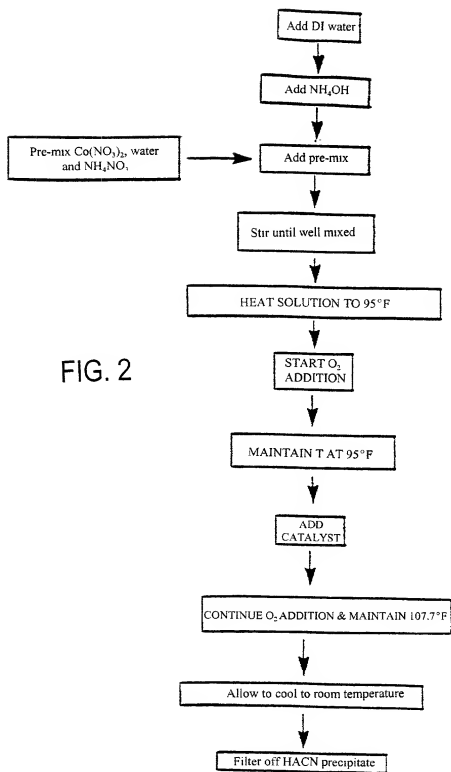 Add DI water
Add NH₄OH
Pre-mix Co(NO₃)₂, water
and NH₄NO₃
Add pre-mix
Stir until well mixed
HEAT SOLUTION TO 95°F
START O₂
ADDITION
FIG. 2
MAINTAIN T AT 95°F
ADD
CATALYST
CONTINUE O₂ ADDITION & MAINTAIN 107.7°F
Allow to cool to room temperature
Filter off HACN precipitate